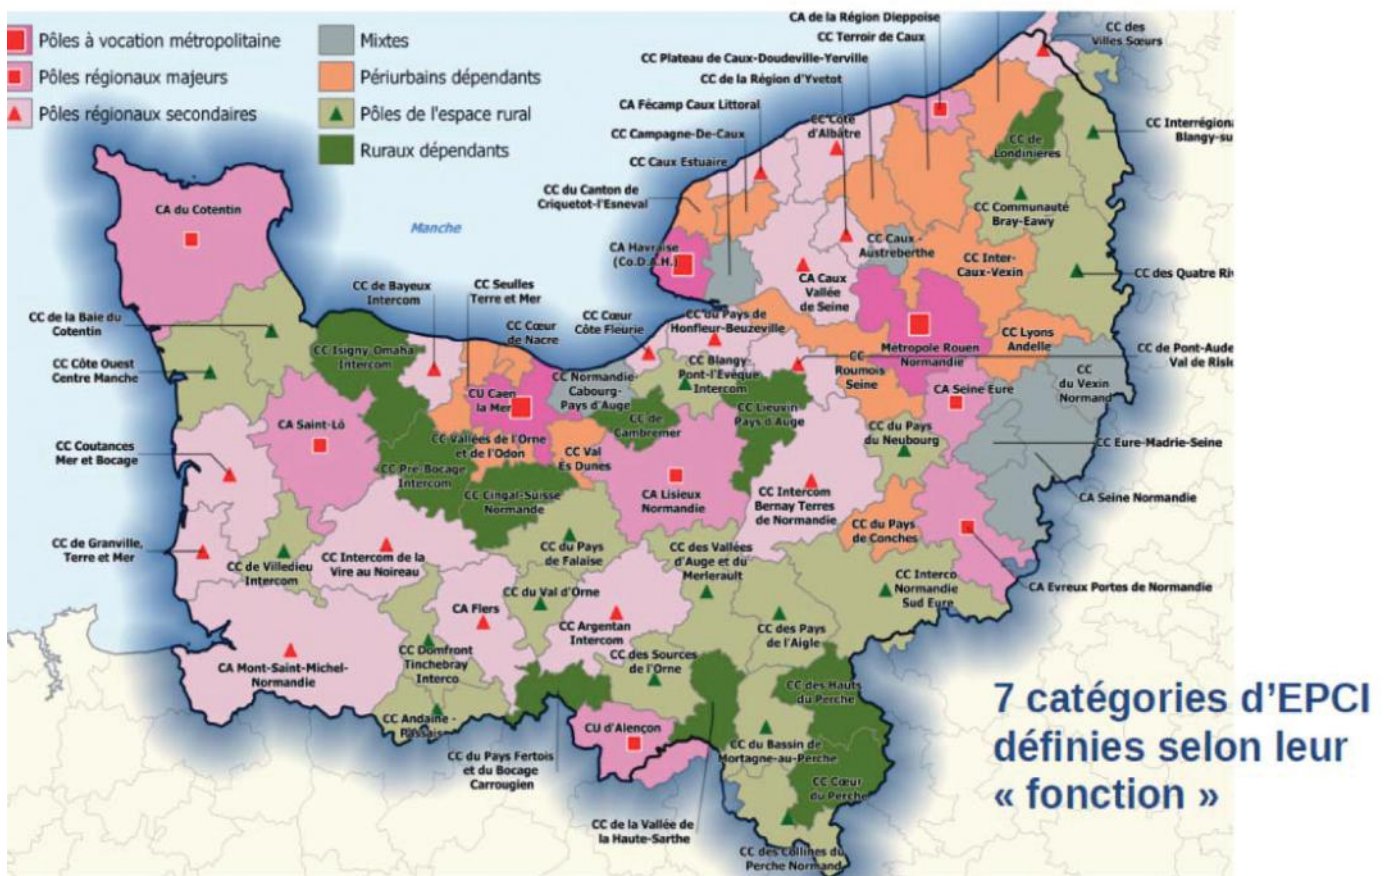 Pôles à vocation métropolitaine
Pôles régionaux majeurs
Pôles régionaux secondaires
Mixtes
Périurbains dépendants
Pôles de l'espace rural
Ruraux dépendants
CA de la Région Dieppoise
CC Terroir de Caux
CC Plateau de Caux-Doudeville-Yerville
CC de la Région d'Yvetot
CA Fécamp Caux Littoral
CC Campagne-De-Caux
CC Caux Estuaire
CC du Canton de
Criquetot-l'Esneval
CC Côte
d'Albâtre
CC des
Villes Sœurs
CC Interrégiona
Blangy-su
CC de
Londinières
CC Communauté
Bray-Eawy
CC des Quatre Riv
CA du Cotentin
Manche
CA Havraise
(Co.D.A.H.)
CC Caux -
Austreberthe
CC Inter-
Caux-Vexin
CA Caux
Vallée
de Seine
CC de la Baie du
Cotentin
CC Côte Ouest
Centre Manche
CC de Bayeux
Intercom
CC Seulles
Terre et Mer
CC Cœur
de Nacre
CC Cœur
Côte Fleurie
CC du Pays de
Honfleur-Beuzeville
CC Isigny-Omaha
Intercom
CU Caen
la Mer
CC Normandie-
Cabourg-
Pays d'Auge
CC Blangy-
Pont-l'Evêque
Intercom
CC
Roumois
Seine
Métropole Rouen
Normandie
CC Lyons
Andelle
CC de Pont-Aude
Val de Risle
CC
du Vexin
Normand
CA Seine Eure
CA Saint-Lô
CC de
Cambremer
CC Lieuvin
Pays d'Auge
CC du Pays
du Neubourg
CC Eure-Madrie-Seine
CC Coutances
Mer et Bocage
CC Vallées de l'Orne
et de l'Odon
CC Val
Ès Dunes
CC Pré-Bocage
Intercom
CC Cingal-Suisse
Normande
CA Lisieux
Normandie
CC Intercom
Bernay Terres
de Normandie
CA Seine Normandie
CC de Granville,
Terre et Mer
CC de Villedieu
Intercom
CC Intercom de la
Vire au Noireau
CC du Pays
de Falaise
CC des Vallées
d'Auge et du
Merlerault
CC du Pays
de Conches
CC Interco
Normandie
Sud Eure
CA Evreux Portes de Normandie
CA Flers
CC du Val d'Orne
CC Argentan
Intercom
CC des Pays
de l'Aigle
CA Mont-Saint-Michel-
Normandie
CC Domfront
Tinchebray
Interco
CC des Sources
de l'Orne
CC Andaine -
Passais
CU d'Alençon
CC des Hauts
du Perche
CC du Bassin de
Mortagne-au-Perche
CC du Pays Fertois
et du Bocage
Carrougien
CC Cœur
du Perche
CC de la Vallée de
la Haute-Sarthe
CC des Collines du
Perche Normand
7 catégories d'EPCI
définies selon leur
« fonction »